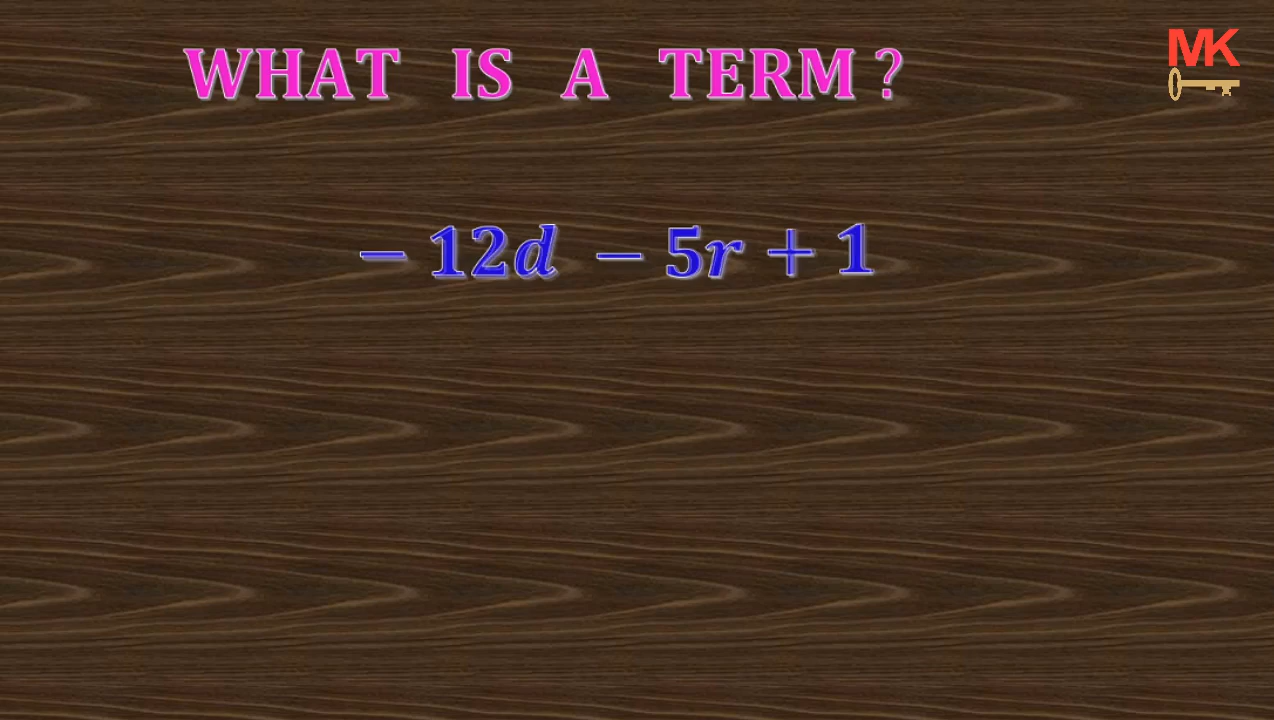 WHAT IS A TERM?
MK
− 12d − 5r + 1